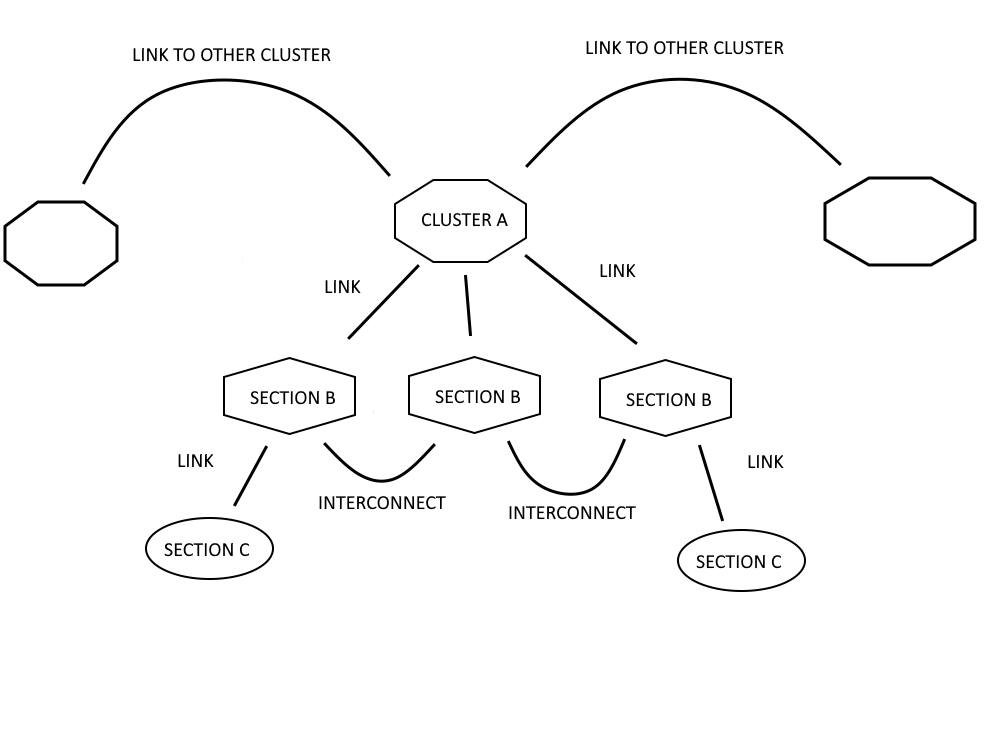 LINK TO OTHER CLUSTER
LINK TO OTHER CLUSTER
CLUSTER A
LINK
LINK
SECTION B
SECTION B
SECTION B
LINK
LINK
INTERCONNECT
INTERCONNECT
SECTION C
SECTION C